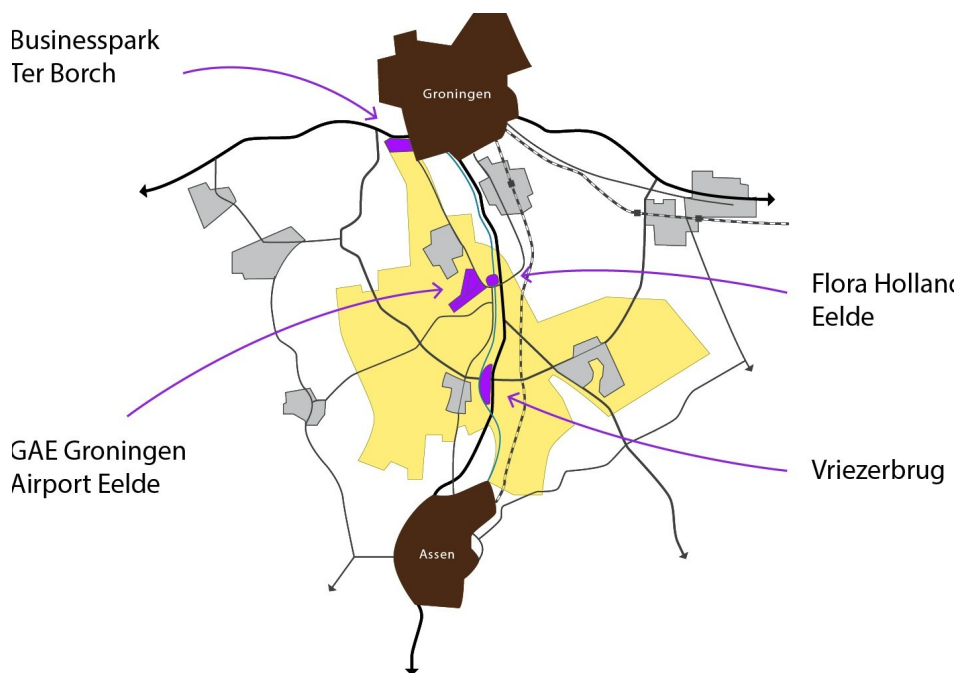 Businesspark
Ter Borch
Groningen
Flora Holland
Eelde
GAE Groningen
Airport Eelde
Vriezerbrug
Assen